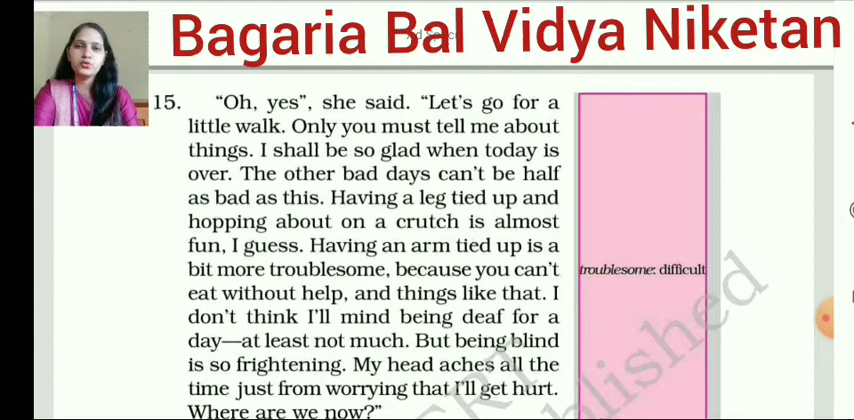 Bagaria Bal Vidya Niketan
15. “Oh, yes”, she said. “Let’s go for a
little walk. Only you must tell me about
things. I shall be so glad when today is
over. The other bad days can’t be half
as bad as this. Having a leg tied up and
hopping about on a crutch is almost
fun, I guess. Having an arm tied up is a
bit more troublesome, because you can’t
eat without help, and things like that. I
don’t think I’ll mind being deaf for a
day—at least not much. But being blind
is so frightening. My head aches all the
time just from worrying that I’ll get hurt.
Where are we now?”
troublesome: difficult